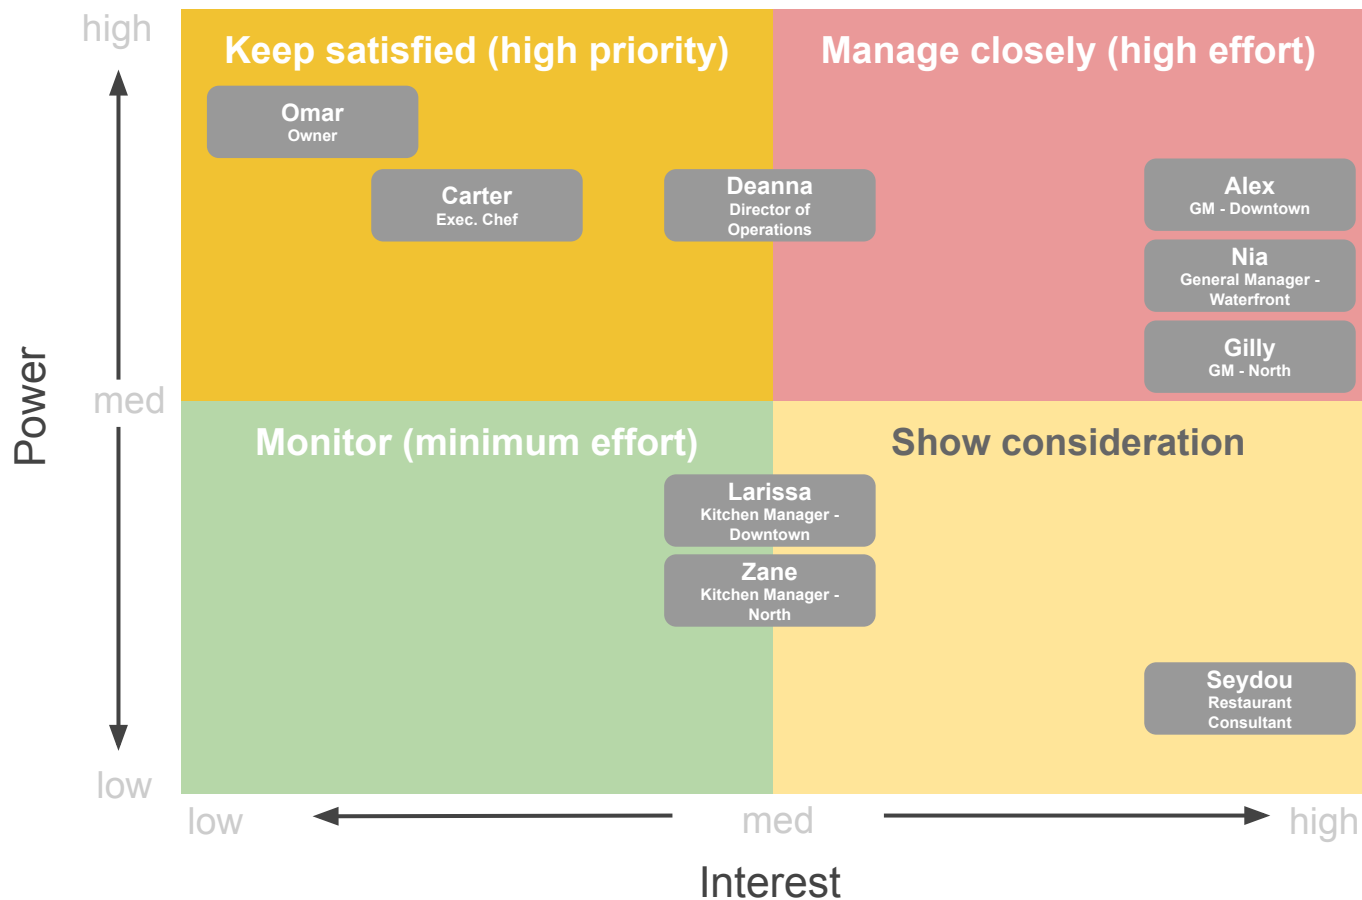 high
Keep satisfied (high priority)
Manage closely (high effort)
Omar
Owner
Carter
Exec. Chef
Deanna
Director of
Operations
Alex
GM - Downtown
Nia
General Manager -
Waterfront
Gilly
GM - North
Power
med
Monitor (minimum effort)
Show consideration
Larissa
Kitchen Manager -
Downtown
Zane
Kitchen Manager -
North
Seydou
Restaurant
Consultant
low
low
med
high
Interest